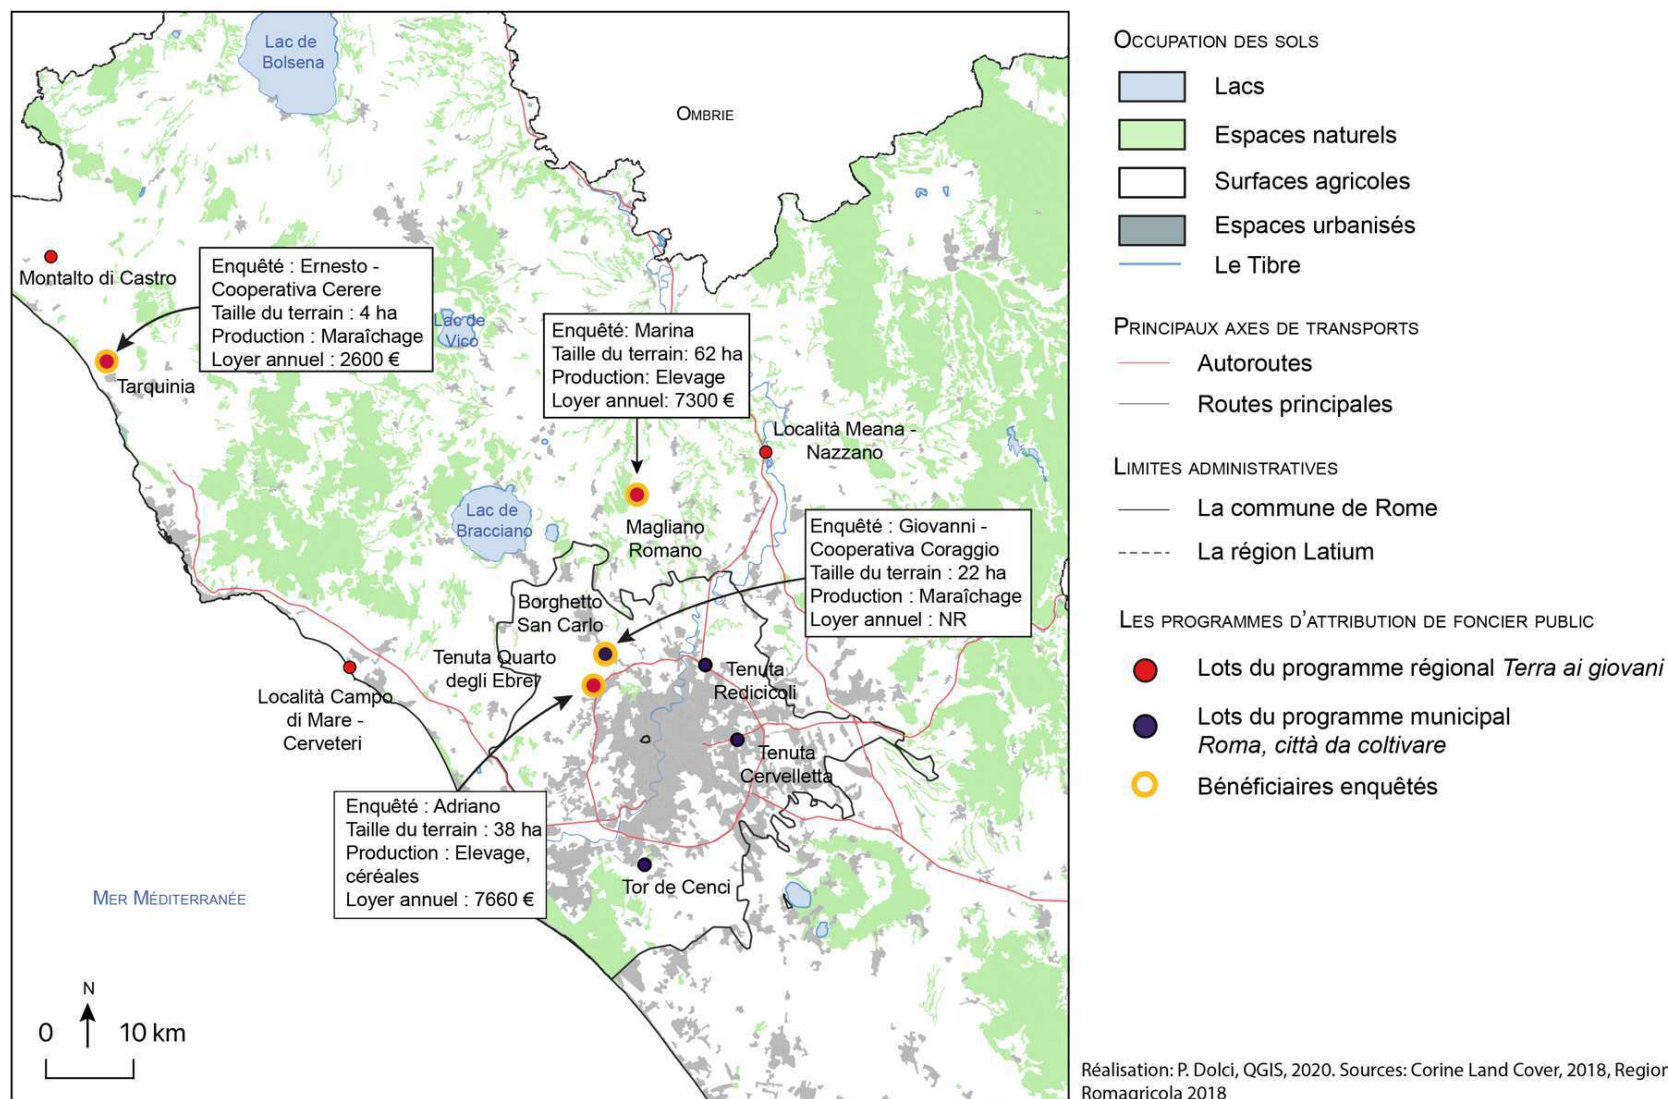 Lac de
Bolsena
OMBRIE
Montalto di Castro
Enquêté : Ernesto -
Cooperativa Cerere
Taille du terrain : 4 ha
Production : Maraîchage
Loyer annuel : 2600 €
Tarquinia
Lac de
Vico
Enquêté: Marina
Taille du terrain: 62 ha
Production: Elevage
Loyer annuel: 7300 €
Località Meana -
Nazzano
Lac de
Bracciano
Magliano
Romano
Enquêté : Giovanni -
Cooperativa Coraggio
Taille du terrain : 22 ha
Production : Maraîchage
Loyer annuel : NR
Borghetto
San Carlo
Tenuta Quarto
degli Ebrei
Tenuta
Redicicoli
Località Campo
di Mare -
Cerveteri
Tenuta
Cervelletta
Enquêté : Adriano
Taille du terrain : 38 ha
Production : Elevage,
céréales
Loyer annuel : 7660 €
Tor de Cenci
MER MÉDITERRANÉE
N
0 10 km
OCCUPATION DES SOLS
Lacs
Espaces naturels
Surfaces agricoles
Espaces urbanisés
Le Tibre
PRINCIPAUX AXES DE TRANSPORTS
Autoroutes
Routes principales
LIMITES ADMINISTRATIVES
La commune de Rome
La région Latium
LES PROGRAMMES D'ATTRIBUTION DE FONCIER PUBLIC
Lots du programme régional Terra ai giovani
Lots du programme municipal
Roma, città da coltivare
Bénéficiaires enquêtés
Réalisation: P. Dolci, QGIS, 2020. Sources: Corine Land Cover, 2018, Region
Romagricola 2018